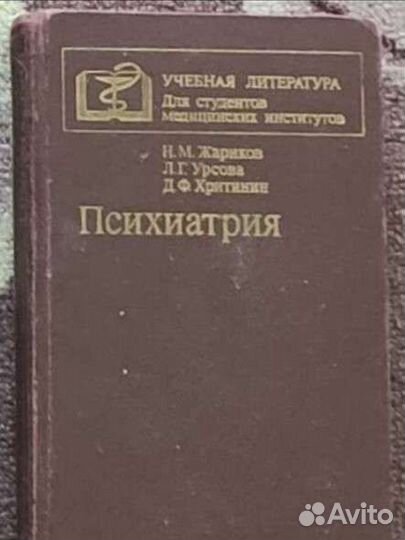 УЧЕБНАЯ ЛИТЕРАТУРА
Для студентов
медицинских институтов
Н. М. Жариков
Л. Г. Урсова
Д. Ф. Хритинин
Психиатрия
Avito